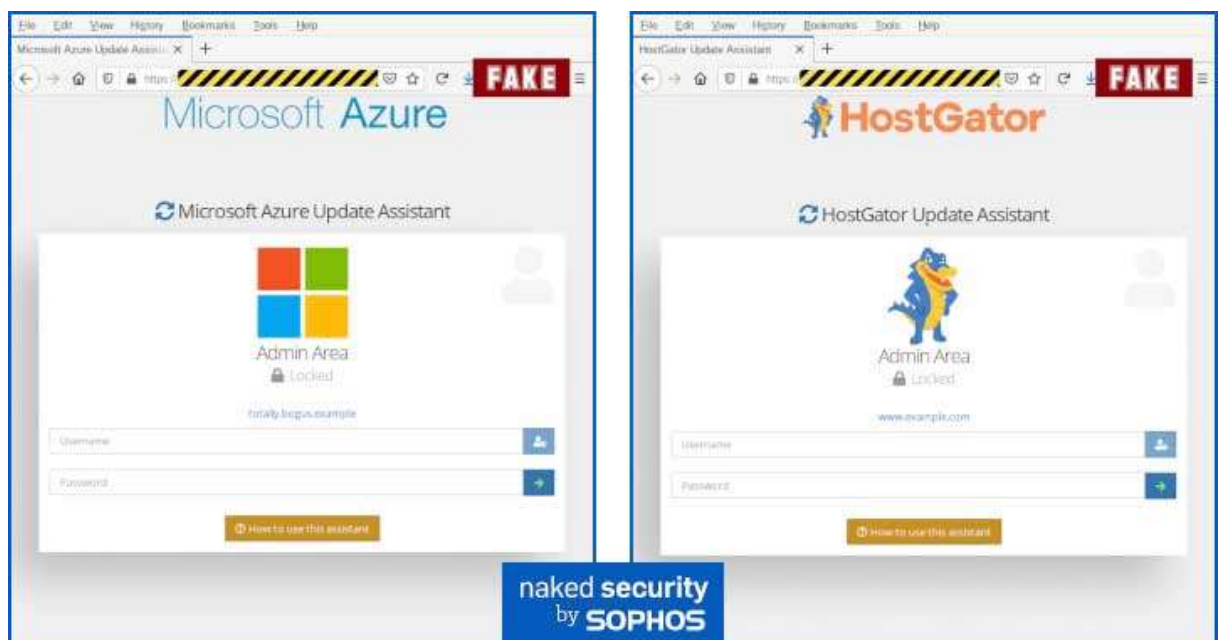 File Edit View History Bookmarks Tools Help
Microsoft Azure Update Assis
https:/
FAKE
Microsoft Azure
Microsoft Azure Update Assistant
Admin Area
Locked
totally.bogus.example
Username
Password
How to use this assistant
File Edit View History Bookmarks Tools Help
HostGator Update Assistant
https:/
FAKE
HostGator
HostGator Update Assistant
Admin Area
Locked
www.example.com
Username
Password
How to use this assistant
naked security
by SOPHOS